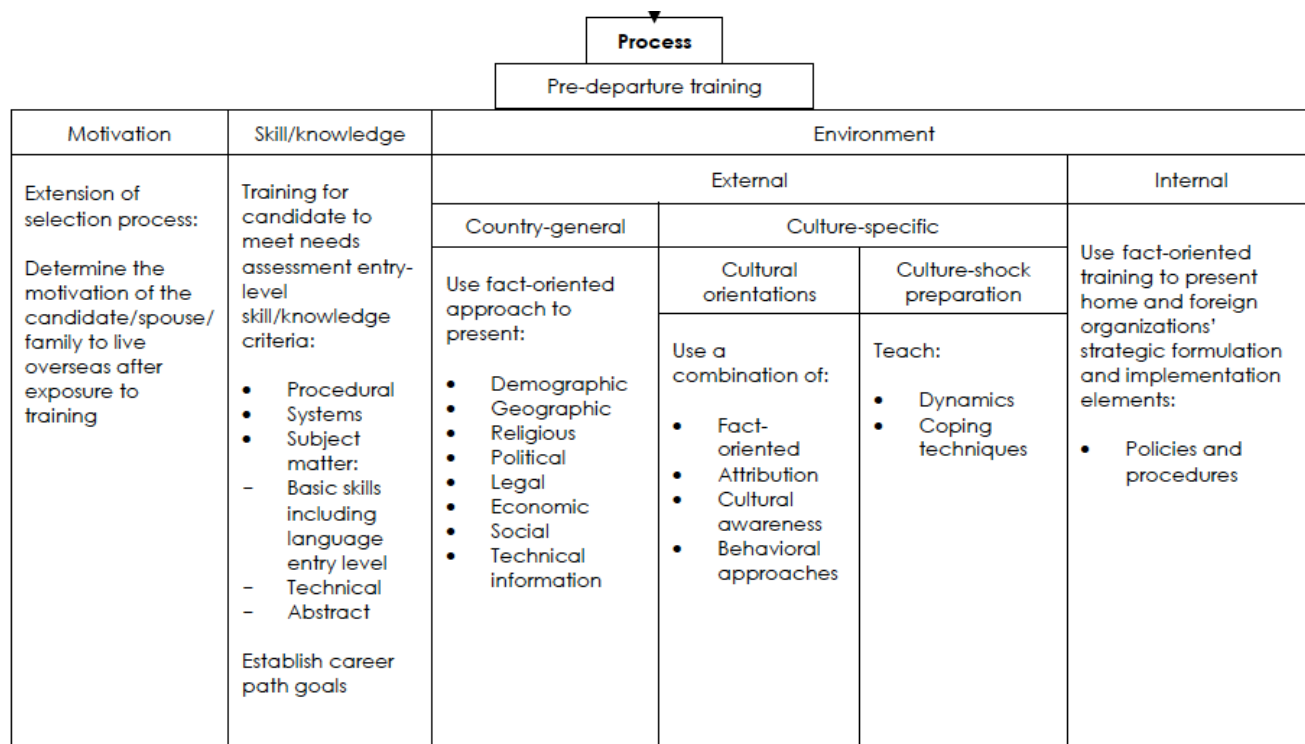 Process
Pre-departure training
Motivation
Skill/knowledge
Environment
External
Internal
Country-general
Culture-specific
Cultural
orientations
Culture-shock
preparation
Extension of
selection process:
Determine the
motivation of the
candidate/spouse/
family to live
overseas after
exposure to
training
Training for
candidate to
meet needs
assessment entry-
level
skill/knowledge
criteria:
• Procedural
• Systems
• Subject
matter:
– Basic skills
including
language
entry level
– Technical
– Abstract
Establish career
path goals
Use fact-oriented
approach to
present:
• Demographic
• Geographic
• Religious
• Political
• Legal
• Economic
• Social
• Technical
information
Use a
combination of:
• Fact-
oriented
• Attribution
• Cultural
awareness
• Behavioral
approaches
Teach:
• Dynamics
• Coping
techniques
Use fact-oriented
training to present
home and foreign
organizations'
strategic formulation
and implementation
elements:
• Policies and
procedures